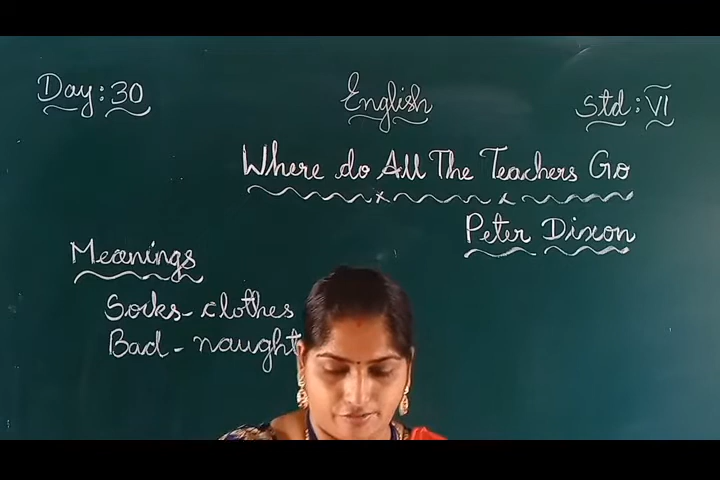 Day: 30
English
Std: VI
Where do All The Teachers Go
Peter Dixon
Meanings
Socks - clothes
Bad - naught